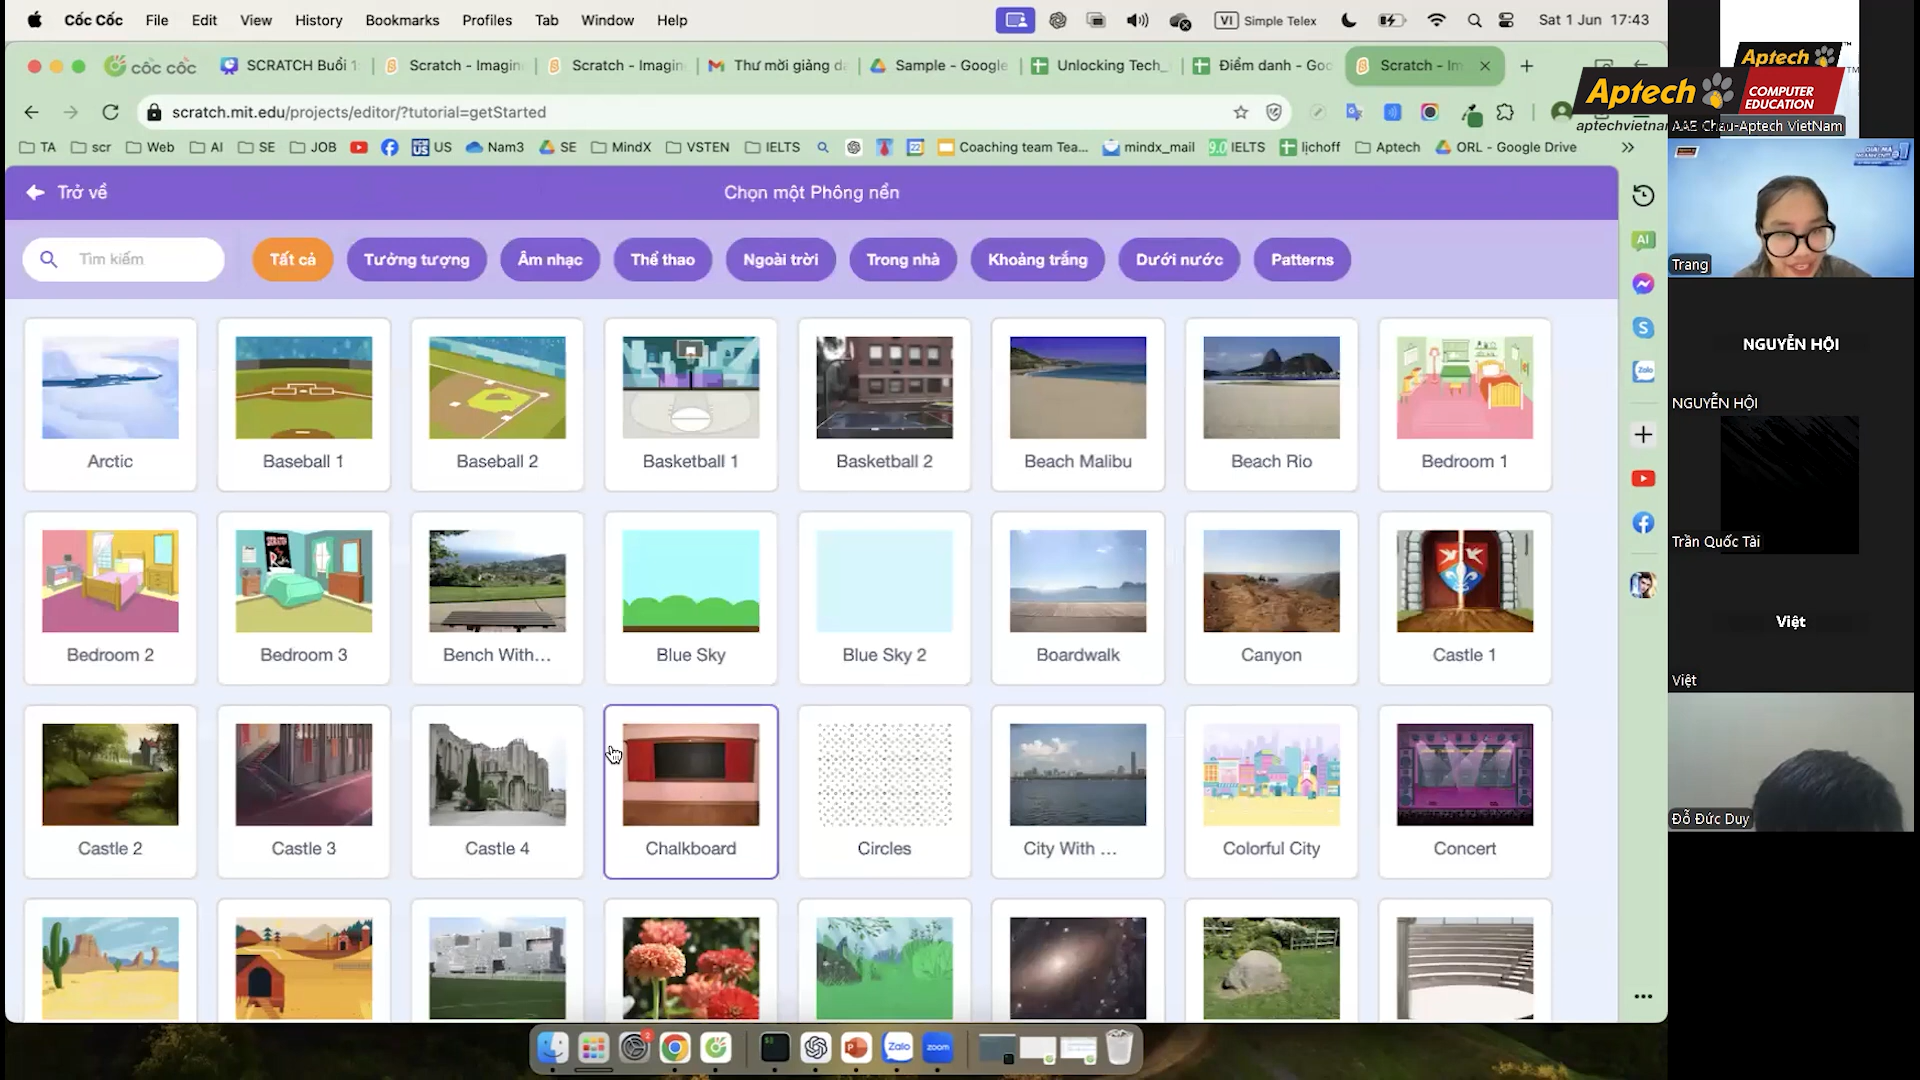 Cốc Cốc File Edit View History Bookmarks Profiles Tab Window Help
VI Simple Telex Sat 1 Jun 17:43
cốc cốc SCRATCH Buổi 1 Scratch - Imagin Scratch - Imagin Thư mời giảng dạ Sample - Google Unlocking Tech_ Điểm danh - Goo Scratch - Im
scratch.mit.edu/projects/editor/?tutorial=getStarted
TA scr Web AI SE JOB US Nam3 SE MindX VSTEN IELTS Coaching team Tea... mindx_mail IELTS lịchoff Aptech ORL - Google Drive
Trở về
Chọn một Phông nền
Tìm kiếm
Tất cả Tưởng tượng Âm nhạc Thể thao Ngoài trời Trong nhà Khoảng trắng Dưới nước Patterns
Arctic Baseball 1 Baseball 2 Basketball 1 Basketball 2 Beach Malibu Beach Rio Bedroom 1
Bedroom 2 Bedroom 3 Bench With... Blue Sky Blue Sky 2 Boardwalk Canyon Castle 1
Castle 2 Castle 3 Castle 4 Chalkboard Circles City With ... Colorful City Concert
Zalo zoom
Aptech
Aptech COMPUTER EDUCATION
AAE Chau-Aptech VietNam
Trang
NGUYỄN HỘI
NGUYỄN HỘI
Trần Quốc Tài
Việt
Việt
Đỗ Đức Duy